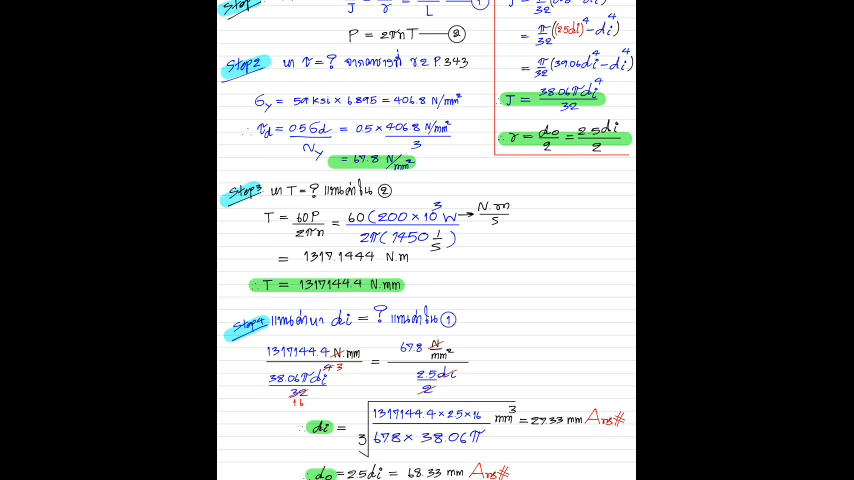 J r L ①
P = 2πnT — ②
Step2 หา τ = ? จากตารางที่ ร2 P.343
σy = 59 ksi × 6.895 = 406.8 N/mm²
∴ τd = 0.5σd / Ny = 0.5 × 406.8 N/mm² / 3
= 67.8 N/mm²
= π/32 ((2.5di)⁴ - di⁴)
= π/32 (39.06di⁴ - di⁴)
∴ J = 38.06πdi⁴ / 32
∴ r = do/2 = 2.5di / 2
Step3 หา T = ? แทนค่าใน ②
T = 60P / 2πn = 60 (200 × 10³ W → N.m/s) / 2π (1450 1/s)
= 1317.1444 N.m
∴ T = 1317144.4 N.mm
Step4 แทนค่าหา di = ? แทนค่าใน ①
1317144.4 N.mm / (38.06πdi⁴ ³ / 32 16) = 67.8 N/mm² / (2.5di / 2)
∴ di = ³√(1317144.4 × 2.5 × 16 / 67.8 × 38.06π mm³) = 27.33 mm Ans#
∴ do = 2.5di = 68.33 mm Ans#